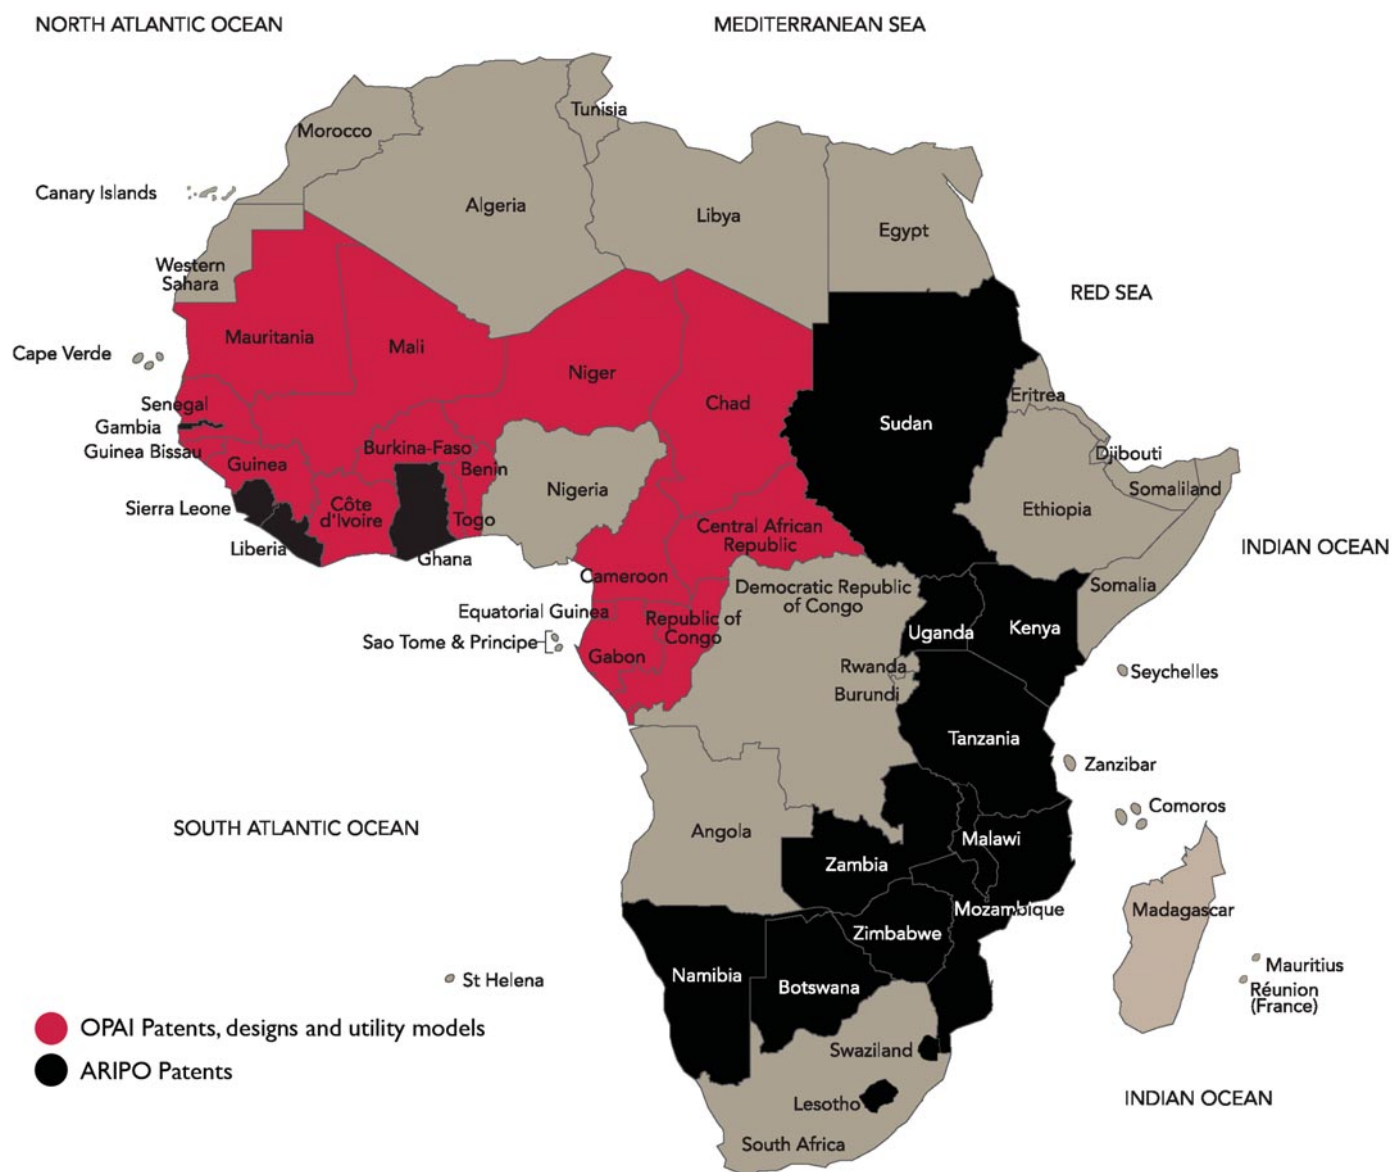 NORTH ATLANTIC OCEAN
MEDITERRANEAN SEA
Tunisia
Morocco
Canary Islands
Algeria
Libya
Egypt
Western
Sahara
RED SEA
Mauritania
Mali
Cape Verde
Niger
Chad
Eritrea
Senegal
Gambia
Sudan
Guinea Bissau
Burkina-Faso
Djibouti
Guinea
Benin
Nigeria
Somaliland
Sierra Leone
Côte
d'Ivoire
Togo
Ethiopia
Central African
Republic
Liberia
Ghana
INDIAN OCEAN
Cameroon
Democratic Republic
of Congo
Somalia
Equatorial Guinea
Republic of
Congo
Uganda
Kenya
Sao Tome & Principe
Gabon
Rwanda
Seychelles
Burundi
Tanzania
Zanzibar
Comoros
SOUTH ATLANTIC OCEAN
Angola
Malawi
Zambia
Mozambique
Madagascar
Zimbabwe
Namibia
Botswana
Mauritius
St Helena
Réunion
(France)
OPAI Patents, designs and utility models
Swaziland
ARIPO Patents
Lesotho
INDIAN OCEAN
South Africa